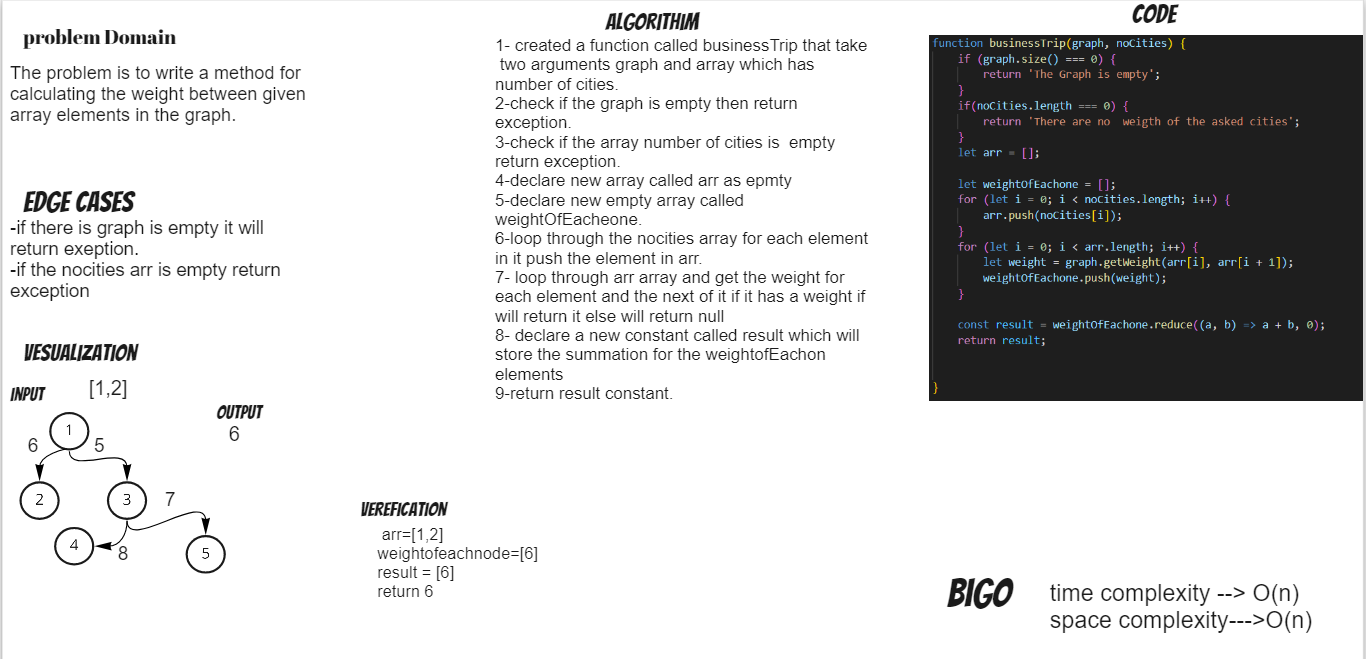 problem Domain
The problem is to write a method for
calculating the weight between given
array elements in the graph.
EDGE CASES
-if there is graph is empty it will
return exeption.
-if the nocities arr is empty return
exception
VESUALIZATION
INPUT
[1,2]
OUTPUT
6
1
6
5
2
3
7
4
8
5
ALGORITHIM
1- created a function called businessTrip that take
two arguments graph and array which has
number of cities.
2-check if the graph is empty then return
exception.
3-check if the array number of cities is empty
return exception.
4-declare new array called arr as epmty
5-declare new empty array called
weightOfEacheone.
6-loop through the nocities array for each element
in it push the element in arr.
7- loop through arr array and get the weight for
each element and the next of it if it has a weight if
will return it else will return null
8- declare a new constant called result which will
store the summation for the weightofEachon
elements
9-return result constant.
VEREFICATION
arr=[1,2]
weightofeachnode=[6]
result = [6]
return 6
CODE
function businessTrip(graph, noCities) {
if (graph.size() === 0) {
return 'The Graph is empty';
}
if(noCities.length === 0) {
return 'There are no  weigth of the asked cities';
}
let arr = [];
let weightOfEachone = [];
for (let i = 0; i < noCities.length; i++) {
arr.push(noCities[i]);
}
for (let i = 0; i < arr.length; i++) {
let weight = graph.getWeight(arr[i], arr[i + 1]);
weightOfEachone.push(weight);
}
const result = weightOfEachone.reduce((a, b) => a + b, 0);
return result;
}
BIGO
time complexity --> O(n)
space complexity--->O(n)